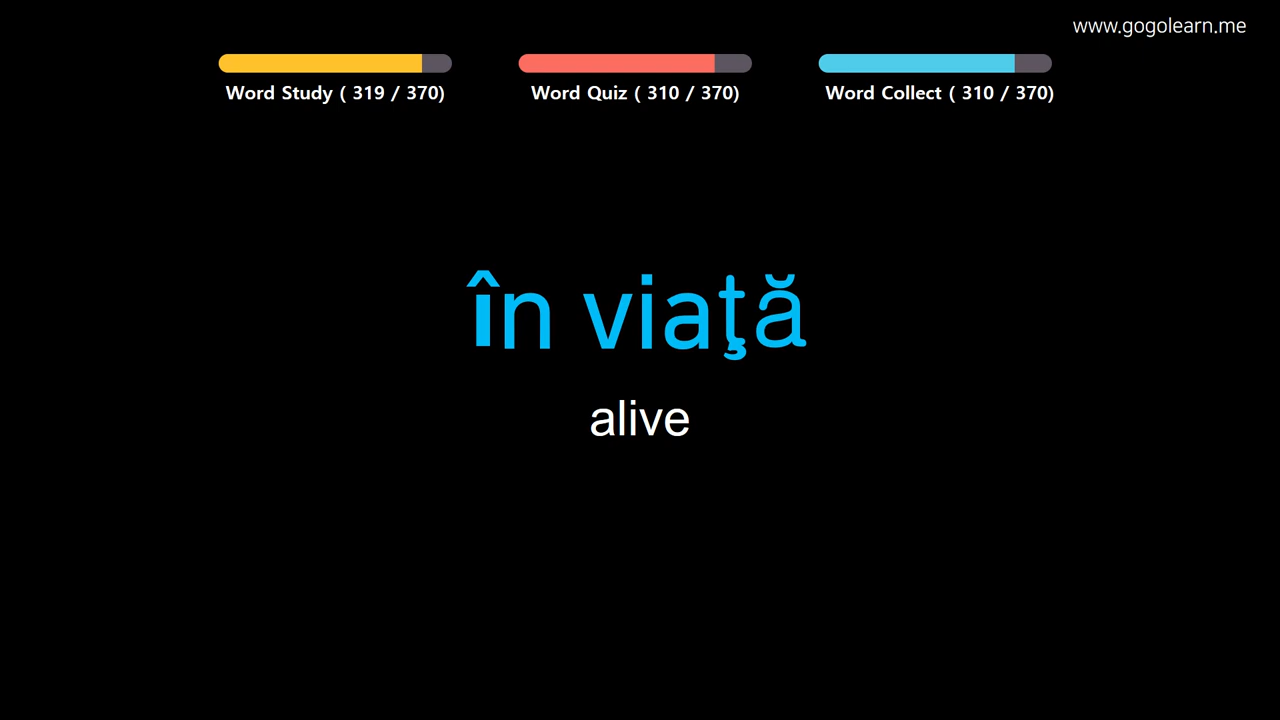 www.gogolearn.me
Word Study ( 319 / 370)
Word Quiz ( 310 / 370)
Word Collect ( 310 / 370)
în viaţă
alive